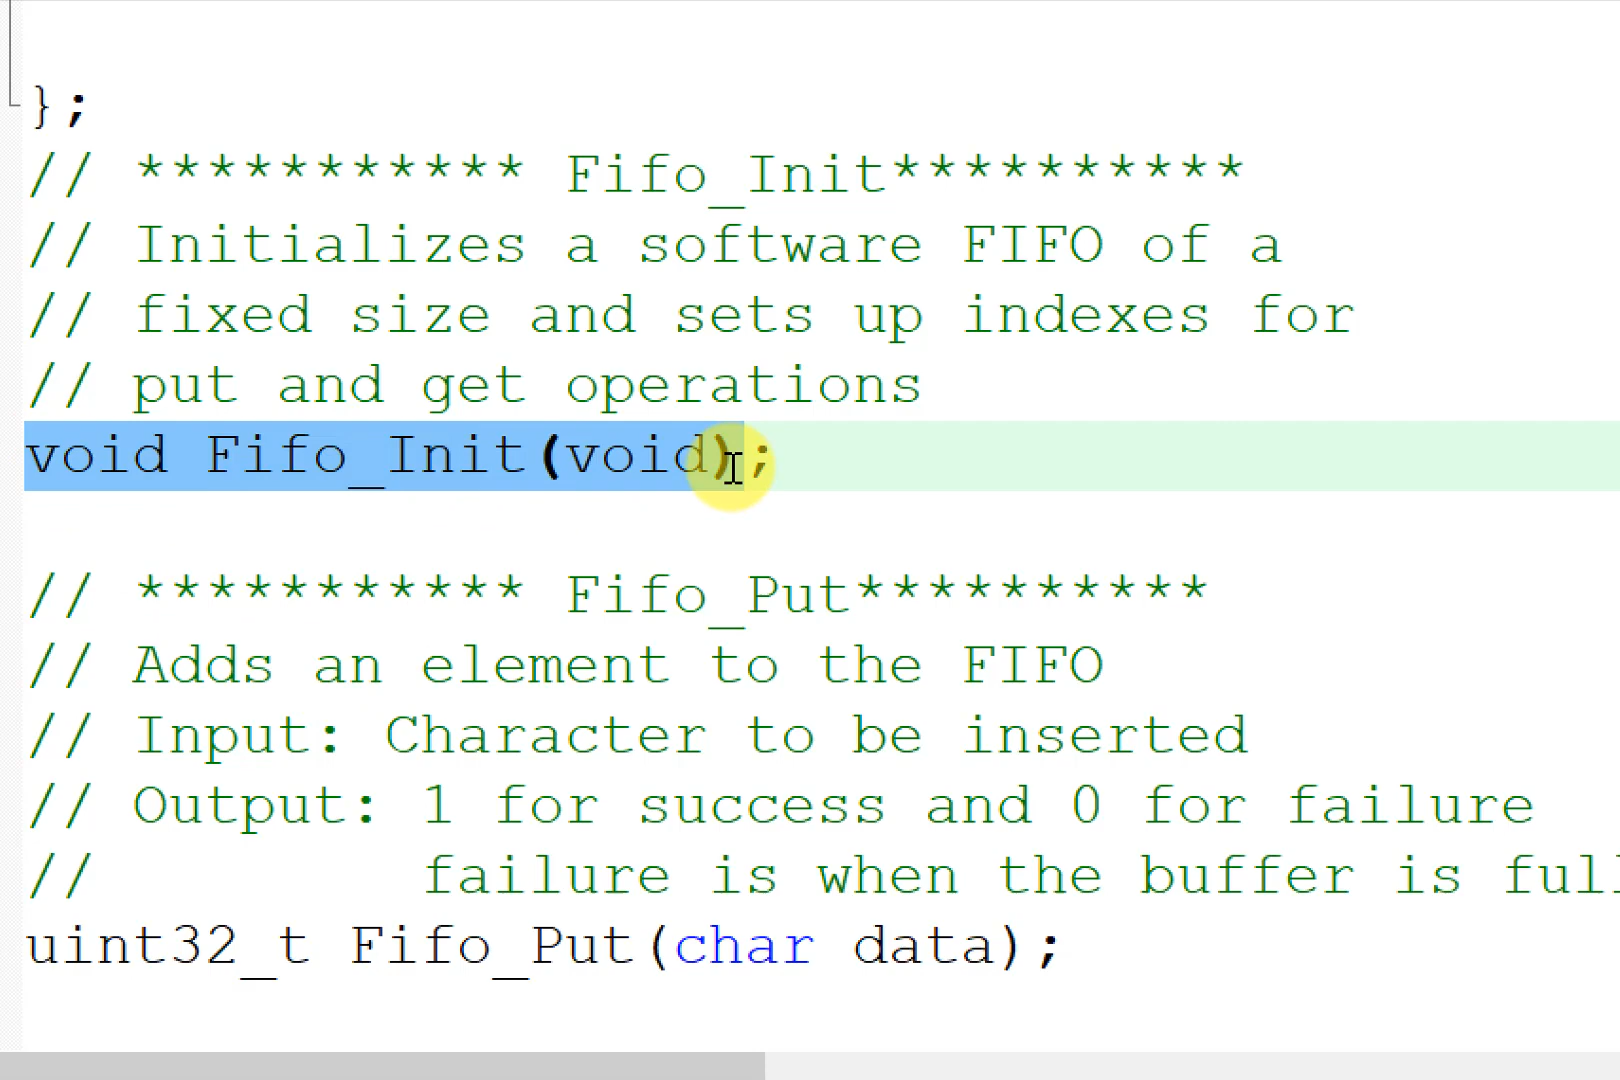 };
// *********** Fifo_Init**********
// Initializes a software FIFO of a
// fixed size and sets up indexes for
// put and get operations
void Fifo_Init(void);
// *********** Fifo_Put**********
// Adds an element to the FIFO
// Input: Character to be inserted
// Output: 1 for success and 0 for failure
//         failure is when the buffer is full
uint32_t Fifo_Put(char data);